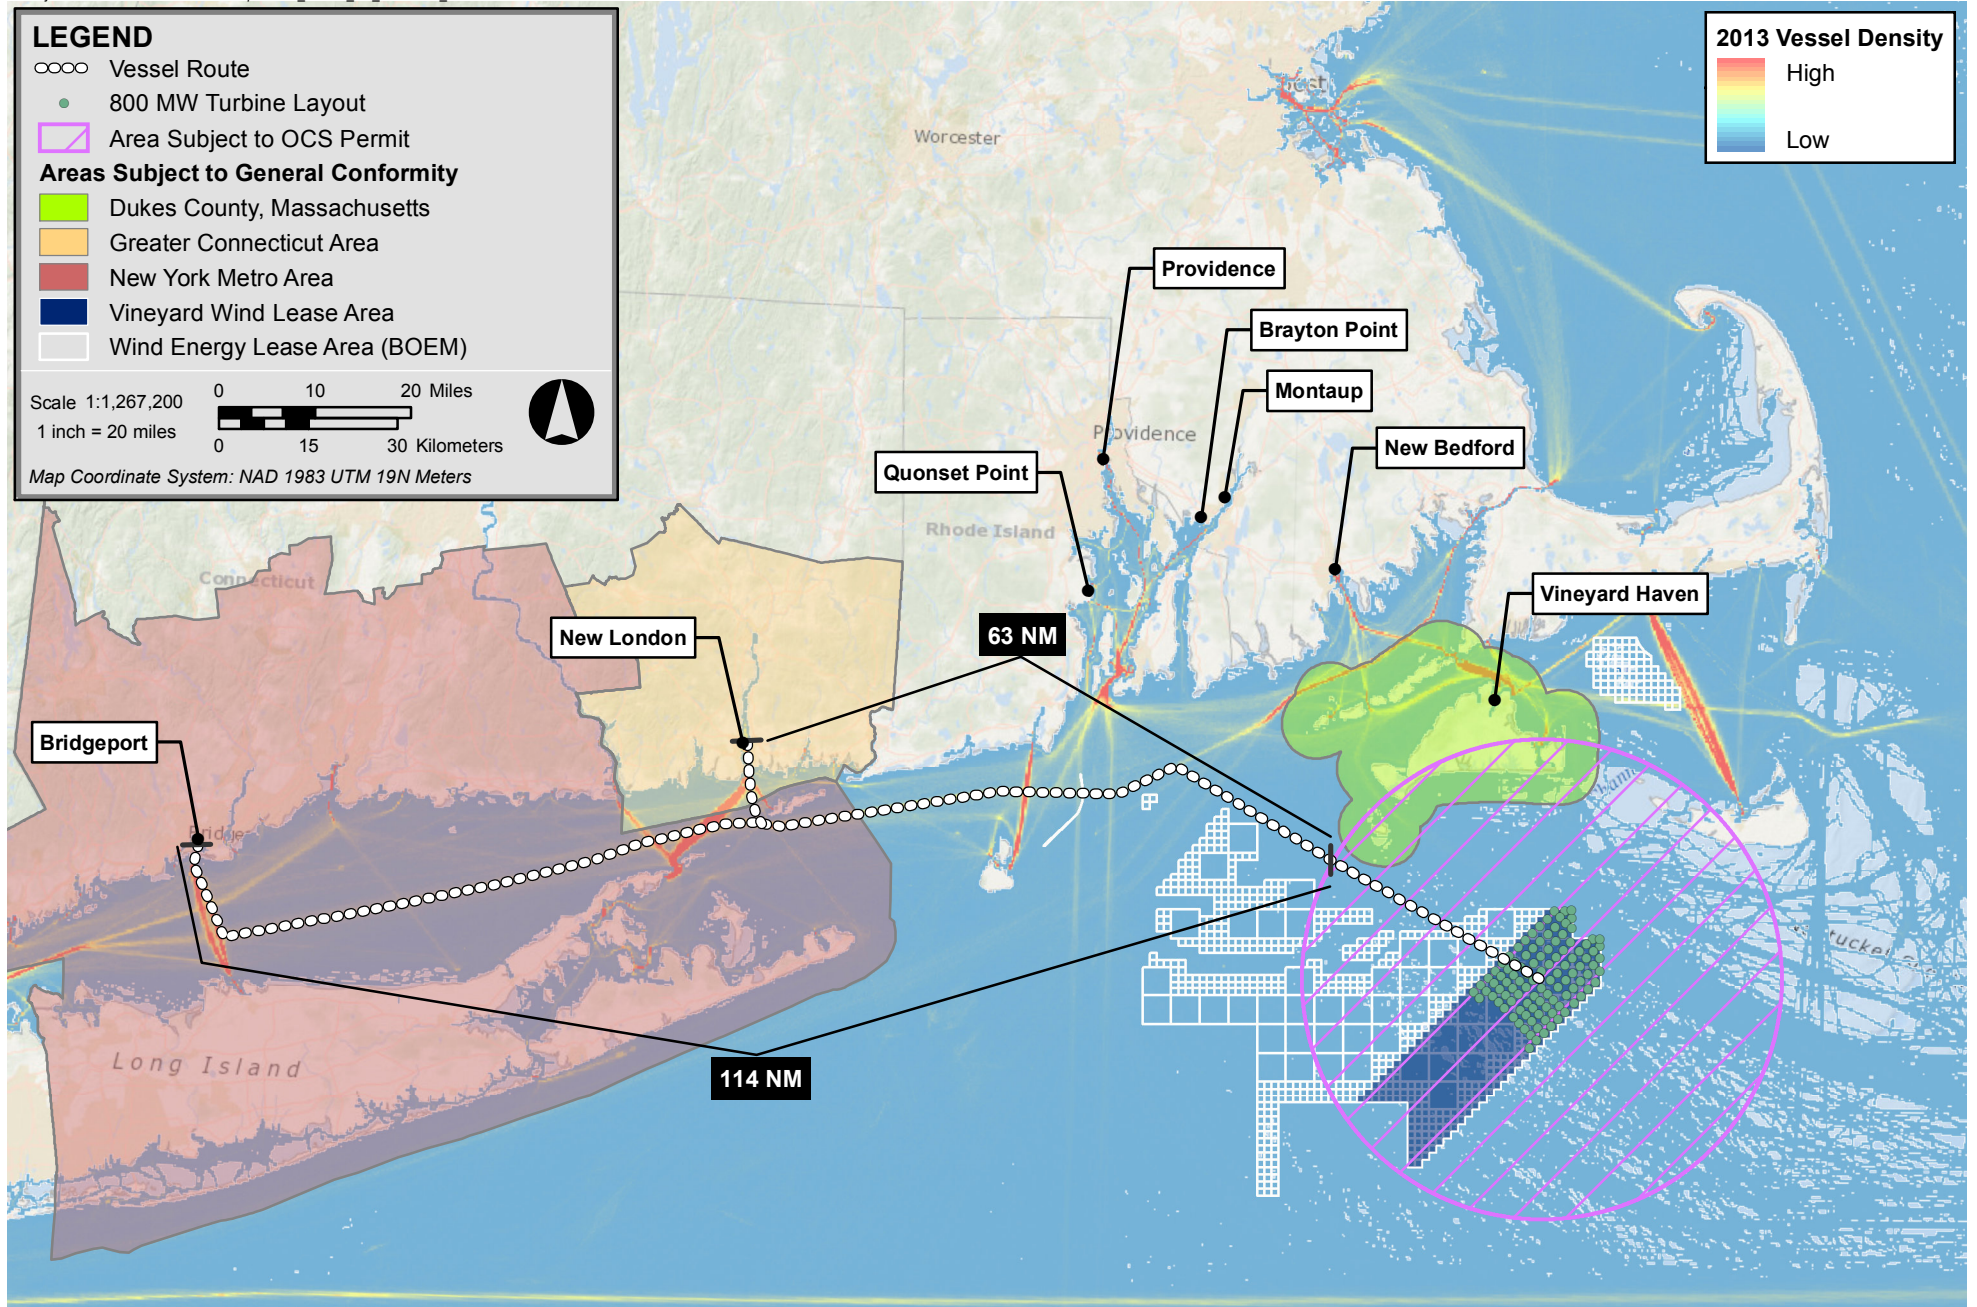 LEGEND
Vessel Route
800 MW Turbine Layout
Area Subject to OCS Permit
Areas Subject to General Conformity
Dukes County, Massachusetts
Greater Connecticut Area
New York Metro Area
Vineyard Wind Lease Area
Wind Energy Lease Area (BOEM)
Scale 1:1,267,200
1 inch = 20 miles
0 10 20 Miles
0 15 30 Kilometers
Map Coordinate System: NAD 1983 UTM 19N Meters
2013 Vessel Density
High
Low
Worcester
Providence
Brayton Point
Montaup
Providence
New Bedford
Quonset Point
Rhode Island
Connecticut
Vineyard Haven
New London
63 NM
Bridgeport
Long Island
114 NM